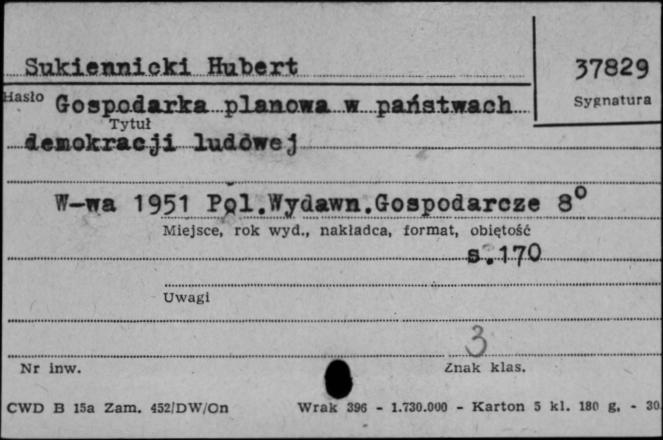 Sukiennicki Hubert
37829
Hasło
Sygnatura
Gospodarka planowa w państwach
Tytuł
demokracji ludowej
W-wa 1951 Pol.Wydawn.Gospodarcze 8°
Miejsce, rok wyd., nakładca, format, objętość
s.170
Uwagi
3
Nr inw.
Znak klas.
CWD B 15a Zam. 452/DW/On
Wrak 396 - 1.730.000 - Karton 5 kl. 180 g. - 30